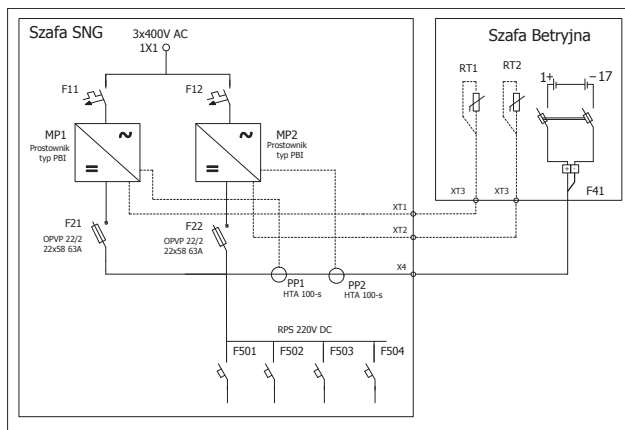 Szafa SNG
3x400V AC
1X1
F11
F12
MP1
Prostownik
typ PBI
MP2
Prostownik
typ PBI
F21
OPVP 22/2
22x58 63A
F22
OPVP 22/2
22x58 63A
XT1
XT2
X4
PP1
HTA 100-s
PP2
HTA 100-s
RPS 220V DC
F501
F502
F503
F504
Szafa Betryjna
RT1
RT2
1+
–17
XT3
XT3
F41